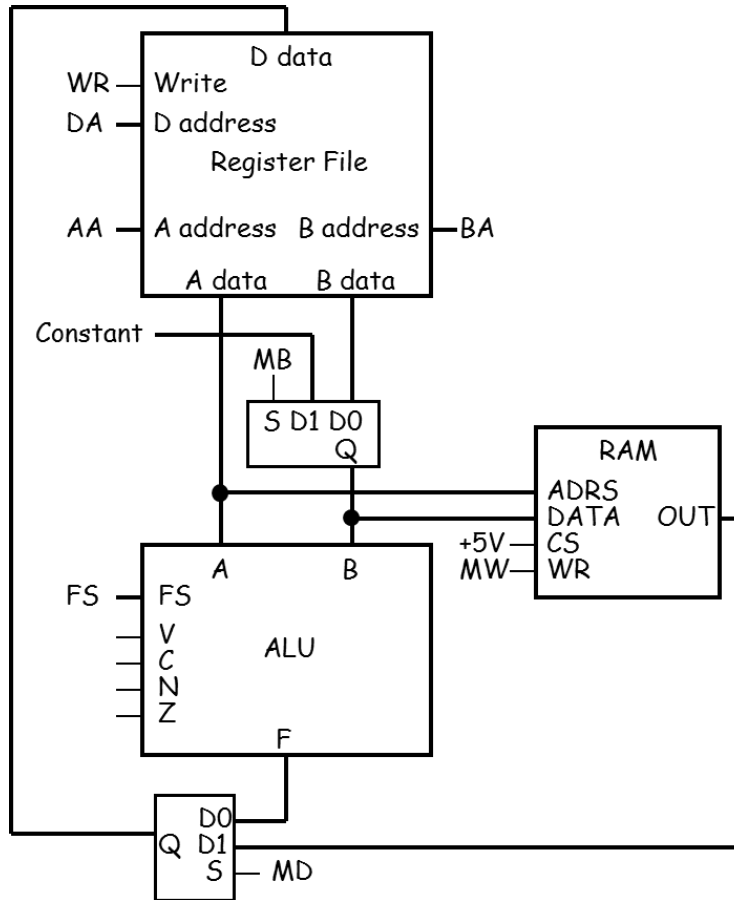 D data
WR Write
DA D address
Register File
AA A address B address BA
A data B data
Constant
MB
S D1 D0
Q
RAM
ADRS
DATA OUT
+5V CS
MW WR
A B
FS FS
V
ALU
C
N
Z
F
D0
Q D1
S MD